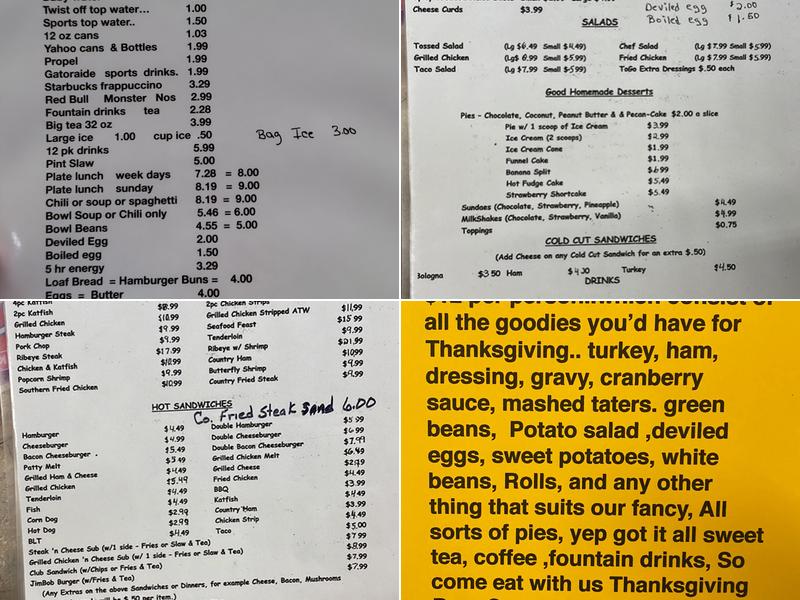 Twist off top water... 1.00
Sports top water.. 1.50
12 oz cans 1.03
Yahoo cans & Bottles 1.99
Propel 1.99
Gatoraide sports drinks. 1.99
Starbucks frappuccino 3.29
Red Bull Monster Nos 2.99
Fountain drinks tea 2.28
Big tea 32 oz 3.99
Large ice 1.00 cup ice .50
Bag Ice 3.00
12 pk drinks 5.99
Pint Slaw 5.00
Plate lunch week days 7.28 = 8.00
Plate lunch sunday 8.19 = 9.00
Chili or soup or spaghetti 8.19 = 9.00
Bowl Soup or Chili only 5.46 =6.00
Bowl Beans 4.55 = 5.00
Deviled Egg 2.00
Boiled egg 1.50
5 hr energy 3.29
Loaf Bread = Hamburger Buns = 4.00
Eggs = Butter 4.00
Cheese Curds $3.99
Deviled egg $2.00
Boiled egg $1.50
SALADS
Tossed Salad (Lg $6.49 Small $4.49) Chef Salad (Lg $7.99 Small $5.99)
Grilled Chicken (Lg$ 6.99 Small $5.99) Fried Chicken (Lg $7.99 Small $5.99)
Taco Salad (Lg $7.99 Small $5.99) ToGo Extra Dressings $.50 each
Good Homemade Desserts
Pies - Chocolate, Coconut, Peanut Butter & & Pecan-Cake $2.00 a slice
Pie w/ 1 scoop of Ice Cream $3.99
Ice Cream (2 scoops) $2.99
Ice Cream Cone $1.99
Funnel Cake $1.99
Banana Split $6.99
Hot Fudge Cake $5.49
Strawberry Shortcake $5.49
Sundaes (Chocolate, Strawberry, Pineapple) $4.49
MilkShakes (Chocolate, Strawberry, Vanilla) $4.99
Toppings $0.75
COLD CUT SANDWICHES
(Add Cheese on any Cold Cut Sandwich for an extra $.50)
Bologna $3.50 Ham Turkey $4.50
DRINKS
4pc Katfish $8.99 2pc Chicken Strips $11.99
2pc Katfish $10.99 Grilled Chicken Stripped ATW $15.99
Grilled Chicken $9.99 Seafood Feast $9.99
Hamburger Steak $9.99 Tenderloin $21.99
Pork Chop $17.99 Ribeye w/ Shrimp $10.99
Ribeye Steak Country Ham $9.99
Chicken & Katfish $9.99 Butterfly Shrimp $9.99
Popcorn Shrimp $10.99 Country Fried Steak
Southern Fried Chicken
HOT SANDWICHES
Co. Fried Steak Sand 6.00
Hamburger $4.49 Double Hamburger $5.99
Cheeseburger $4.99 Double Cheeseburger $6.99
Bacon Cheeseburger $5.49 Double Bacon Cheeseburger $7.99
Patty Melt $5.49 Grilled Chicken Melt $6.49
Grilled Ham & Cheese $4.49 Grilled Cheese $2.99
Grilled Chicken $5.49 Fried Chicken $4.49
Tenderloin $4.49 BBQ $3.99
Fish $4.49 Katfish $4.49
Corn Dog $2.99 Country Ham $3.99
Hot Dog $2.99 Chicken Strip $4.49
BLT $4.49 Taco $5.00
Steak 'n Cheese Sub (w/1 side - Fries or Slaw & Tea) $7.99
Grilled Chicken 'n Cheese Sub (w/1 side - Fries or Slaw & Tea) $8.99
Club Sandwich (w/Chips or Fries & Tea) $7.99
JimBob Burger (w/Fries & Tea) $7.99
(Any Extras on the above Sandwiches or Dinners, for example Cheese, Bacon, Mushrooms
will be $.50 per item.)
$12 per person which consist of
all the goodies you'd have for
Thanksgiving.. turkey, ham,
dressing, gravy, cranberry
sauce, mashed taters. green
beans, Potato salad ,deviled
eggs, sweet potatoes, white
beans, Rolls, and any other
thing that suits our fancy, All
sorts of pies, yep got it all sweet
tea, coffee ,fountain drinks, So
come eat with us Thanksgiving